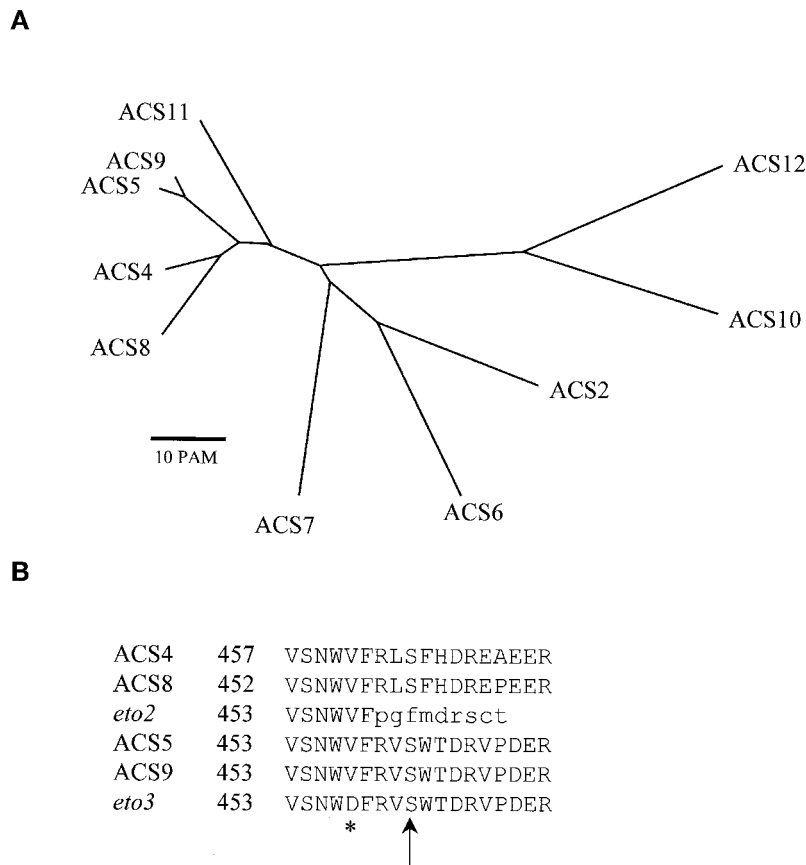 A
ACS11
ACS9
ACS5
ACS12
ACS4
ACS10
ACS8
ACS2
10 PAM
ACS6
ACS7
B
ACS4 457 VSNWVFRLSFHDREAEER
ACS8 452 VSNWVFRLSFHDREPEER
eto2 453 VSNWVFpgfmdrsct
ACS5 453 VSNWVFRVSWTDRVPDER
ACS9 453 VSNWVFRVSWTDRVPDER
eto3 453 VSNWDFRVSWTDRVPDER
*